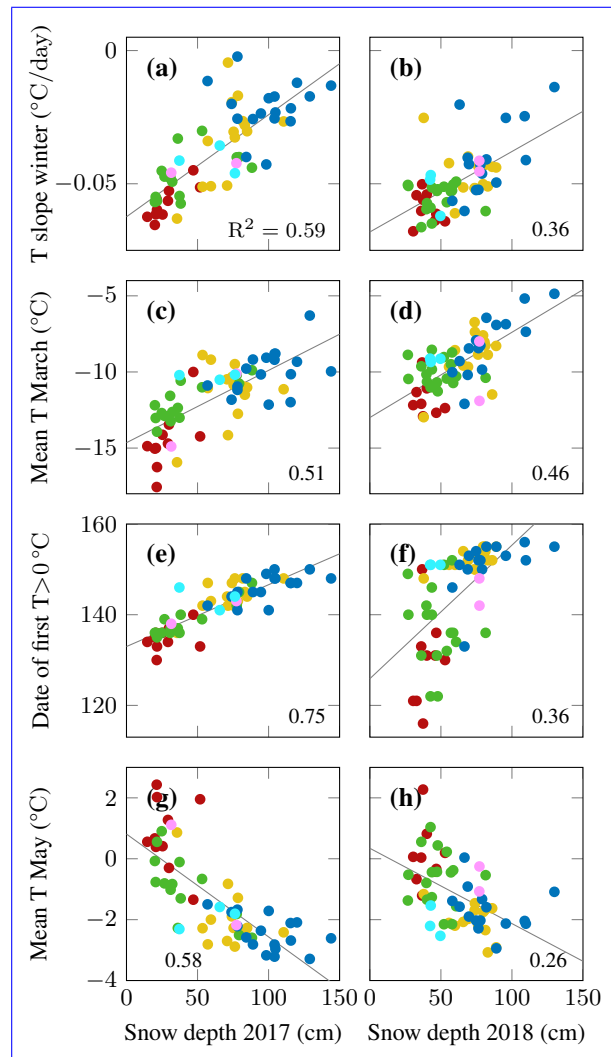 T slope winter (°C/day)
0
−0.05
(a)
R² = 0.59
(b)
0.36
Mean T March (°C)
−5
−10
−15
(c)
0.51
(d)
0.46
Date of first T>0 °C
160
140
120
(e)
0.75
(f)
0.36
Mean T May (°C)
2
0
−2
−4
(g)
0.58
(h)
0.26
0 50 100 150
0 50 100 150
Snow depth 2017 (cm)
Snow depth 2018 (cm)